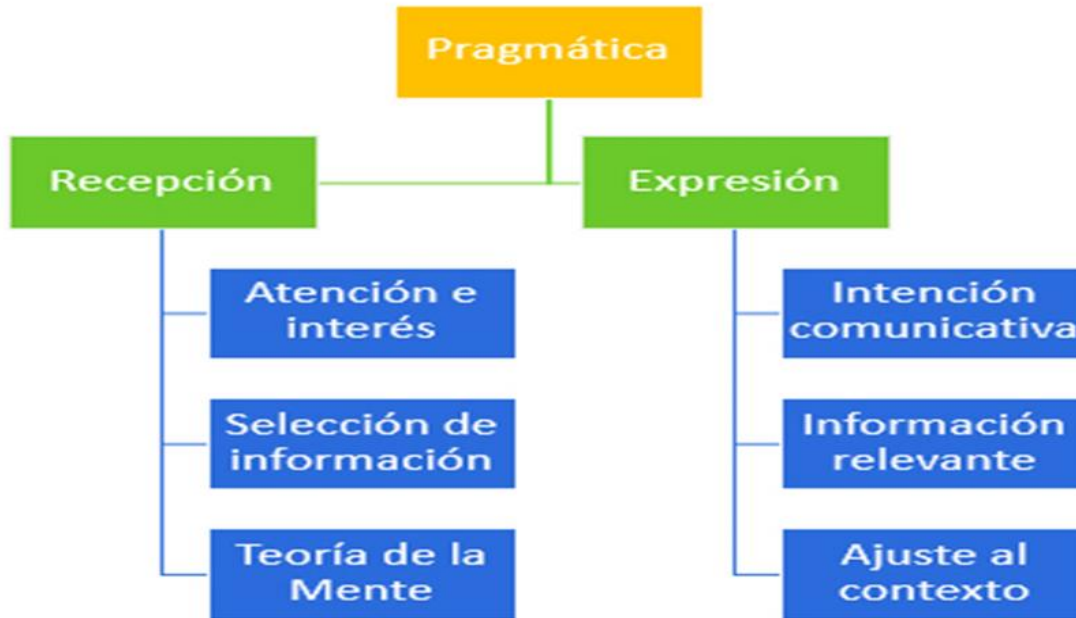 Pragmática
Recepción
Expresión
Atención e
interés
Selección de
información
Teoría de la
Mente
Intención
comunicativa
Información
relevante
Ajuste al
contexto